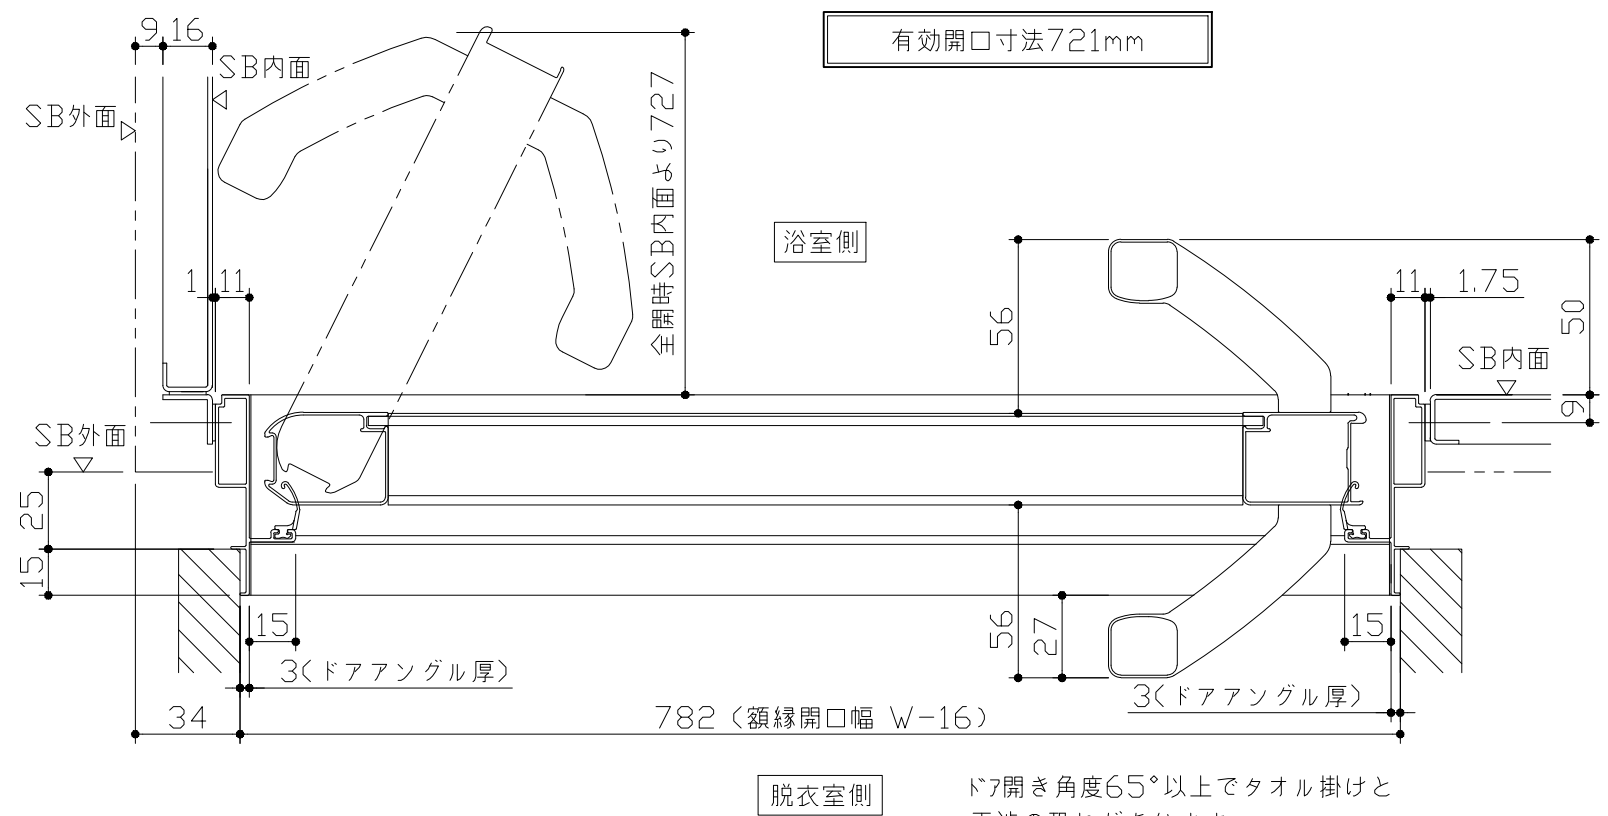 9 16
有効開口寸法721mm
SB内面
SB外面
全開時SB内面より727
浴室側
1 11
56
11 1.75
50
SB内面
9
SB外面
25
15
15
3(ドアアングル厚)
56
27
15
3(ドアアングル厚)
34
782 (額縁開口幅 W-16)
脱衣室側
ドア開き角度65°以上でタオル掛けと